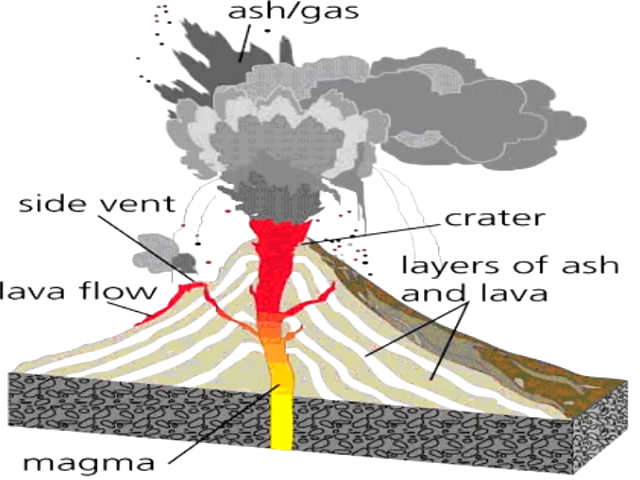 ash/gas
side vent
crater
layers of ash
and lava
lava flow
magma